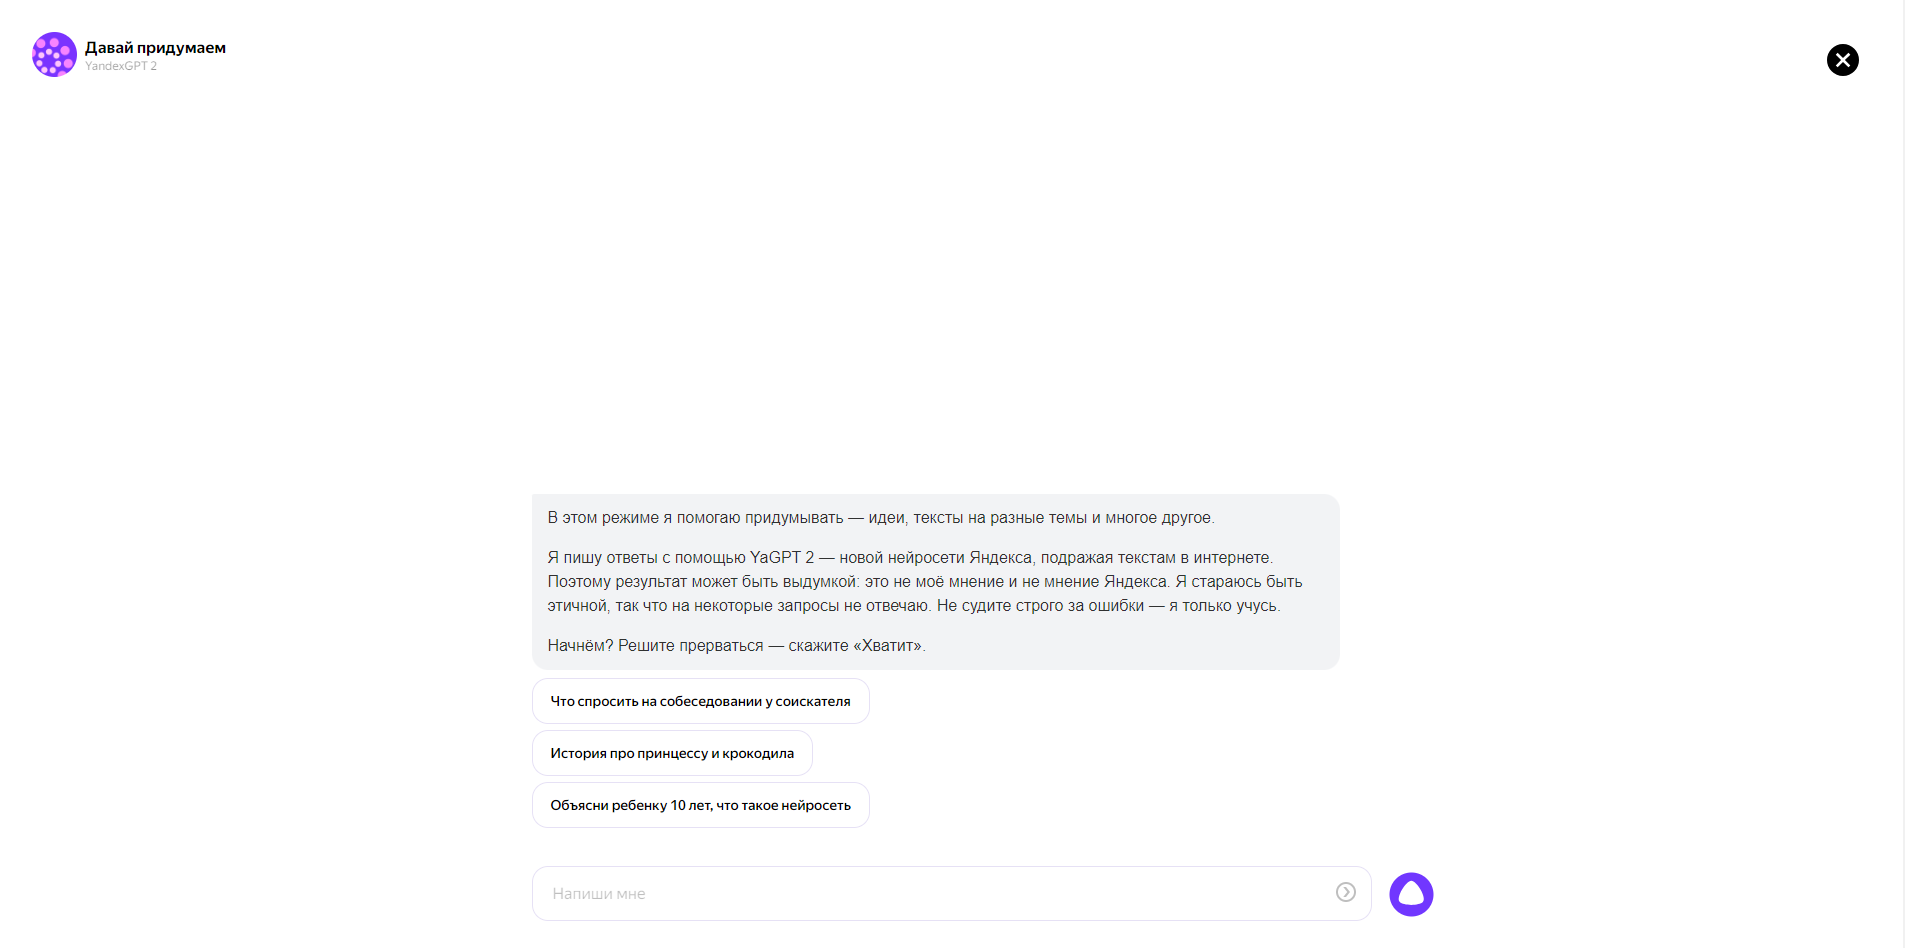 Давай придумаем
YandexGPT 2
В этом режиме я помогаю придумывать — идеи, тексты на разные темы и многое другое.
Я пишу ответы с помощью YaGPT 2 — новой нейросети Яндекса, подражая текстам в интернете.
Поэтому результат может быть выдумкой: это не моё мнение и не мнение Яндекса. Я стараюсь быть
этичной, так что на некоторые запросы не отвечаю. Не судите строго за ошибки — я только учусь.
Начнём? Решите прерваться — скажите «Хватит».
Что спросить на собеседовании у соискателя
История про принцессу и крокодила
Объясни ребенку 10 лет, что такое нейросеть
Напиши мне